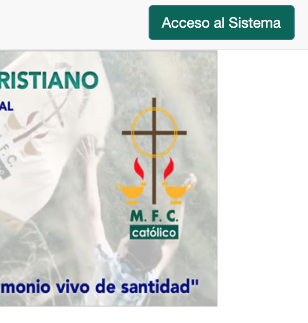 Acceso al Sistema
RISTIANO
AL
M. F. C.
católico
monio vivo de santidad"